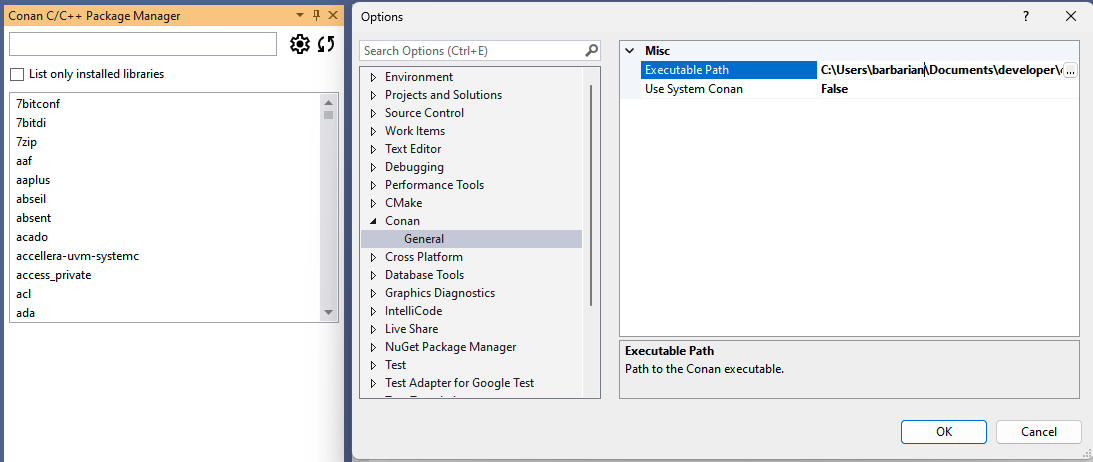 Conan C/C++ Package Manager
List only installed libraries
7bitconf
7bitdi
7zip
aaf
aaplus
abseil
absent
acado
accellera-uvm-systemc
access_private
acl
ada
Options
?
Search Options (Ctrl+E)
Environment
Projects and Solutions
Source Control
Work Items
Text Editor
Debugging
Performance Tools
CMake
Conan
General
Cross Platform
Database Tools
Graphics Diagnostics
IntelliCode
Live Share
NuGet Package Manager
Test
Test Adapter for Google Test
Misc
Executable Path C:\Users\barbarian\Documents\developer\ ...
Use System Conan False
Executable Path
Path to the Conan executable.
OK Cancel